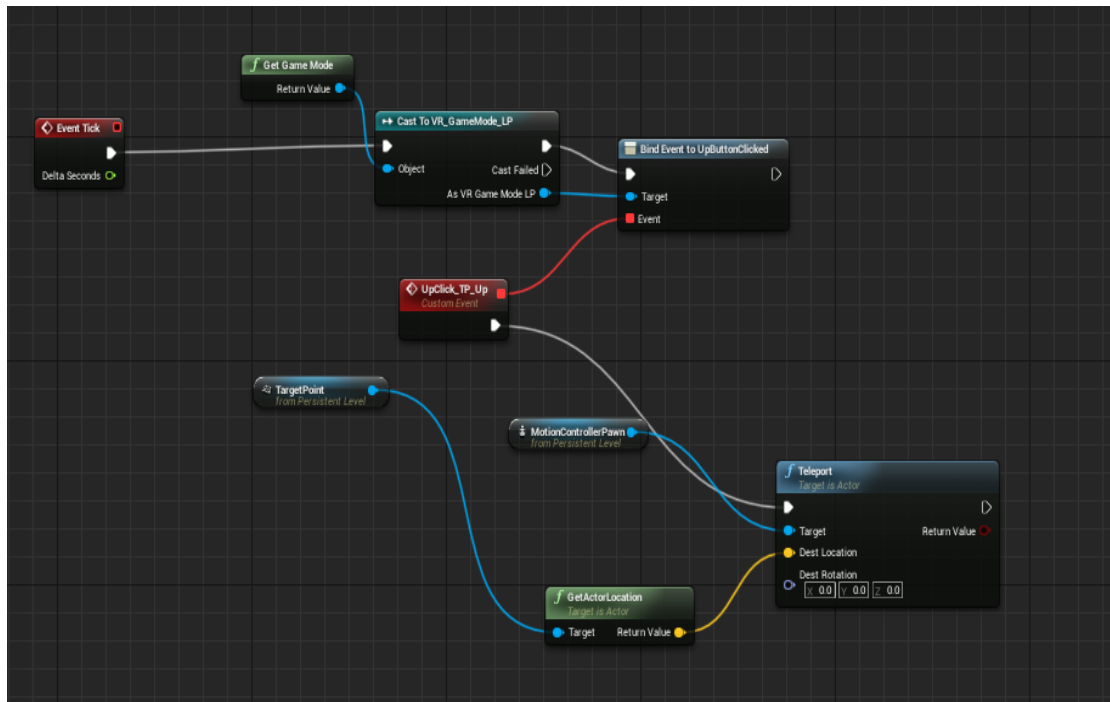 Get Game Mode
Return Value
Event Tick
Delta Seconds
Cast To VR_GameMode_LP
Object
Cast Failed
As VR Game Mode LP
Bind Event to UpButtonClicked
Target
Event
UpClick_TP_Up
Custom Event
TargetPoint
from Persistent Level
MotionControllerPawn
from Persistent Level
Teleport
Target is Actor
Target Return Value
Dest Location
Dest Rotation
X 0.0 Y 0.0 Z 0.0
GetActorLocation
Target is Actor
Target Return Value